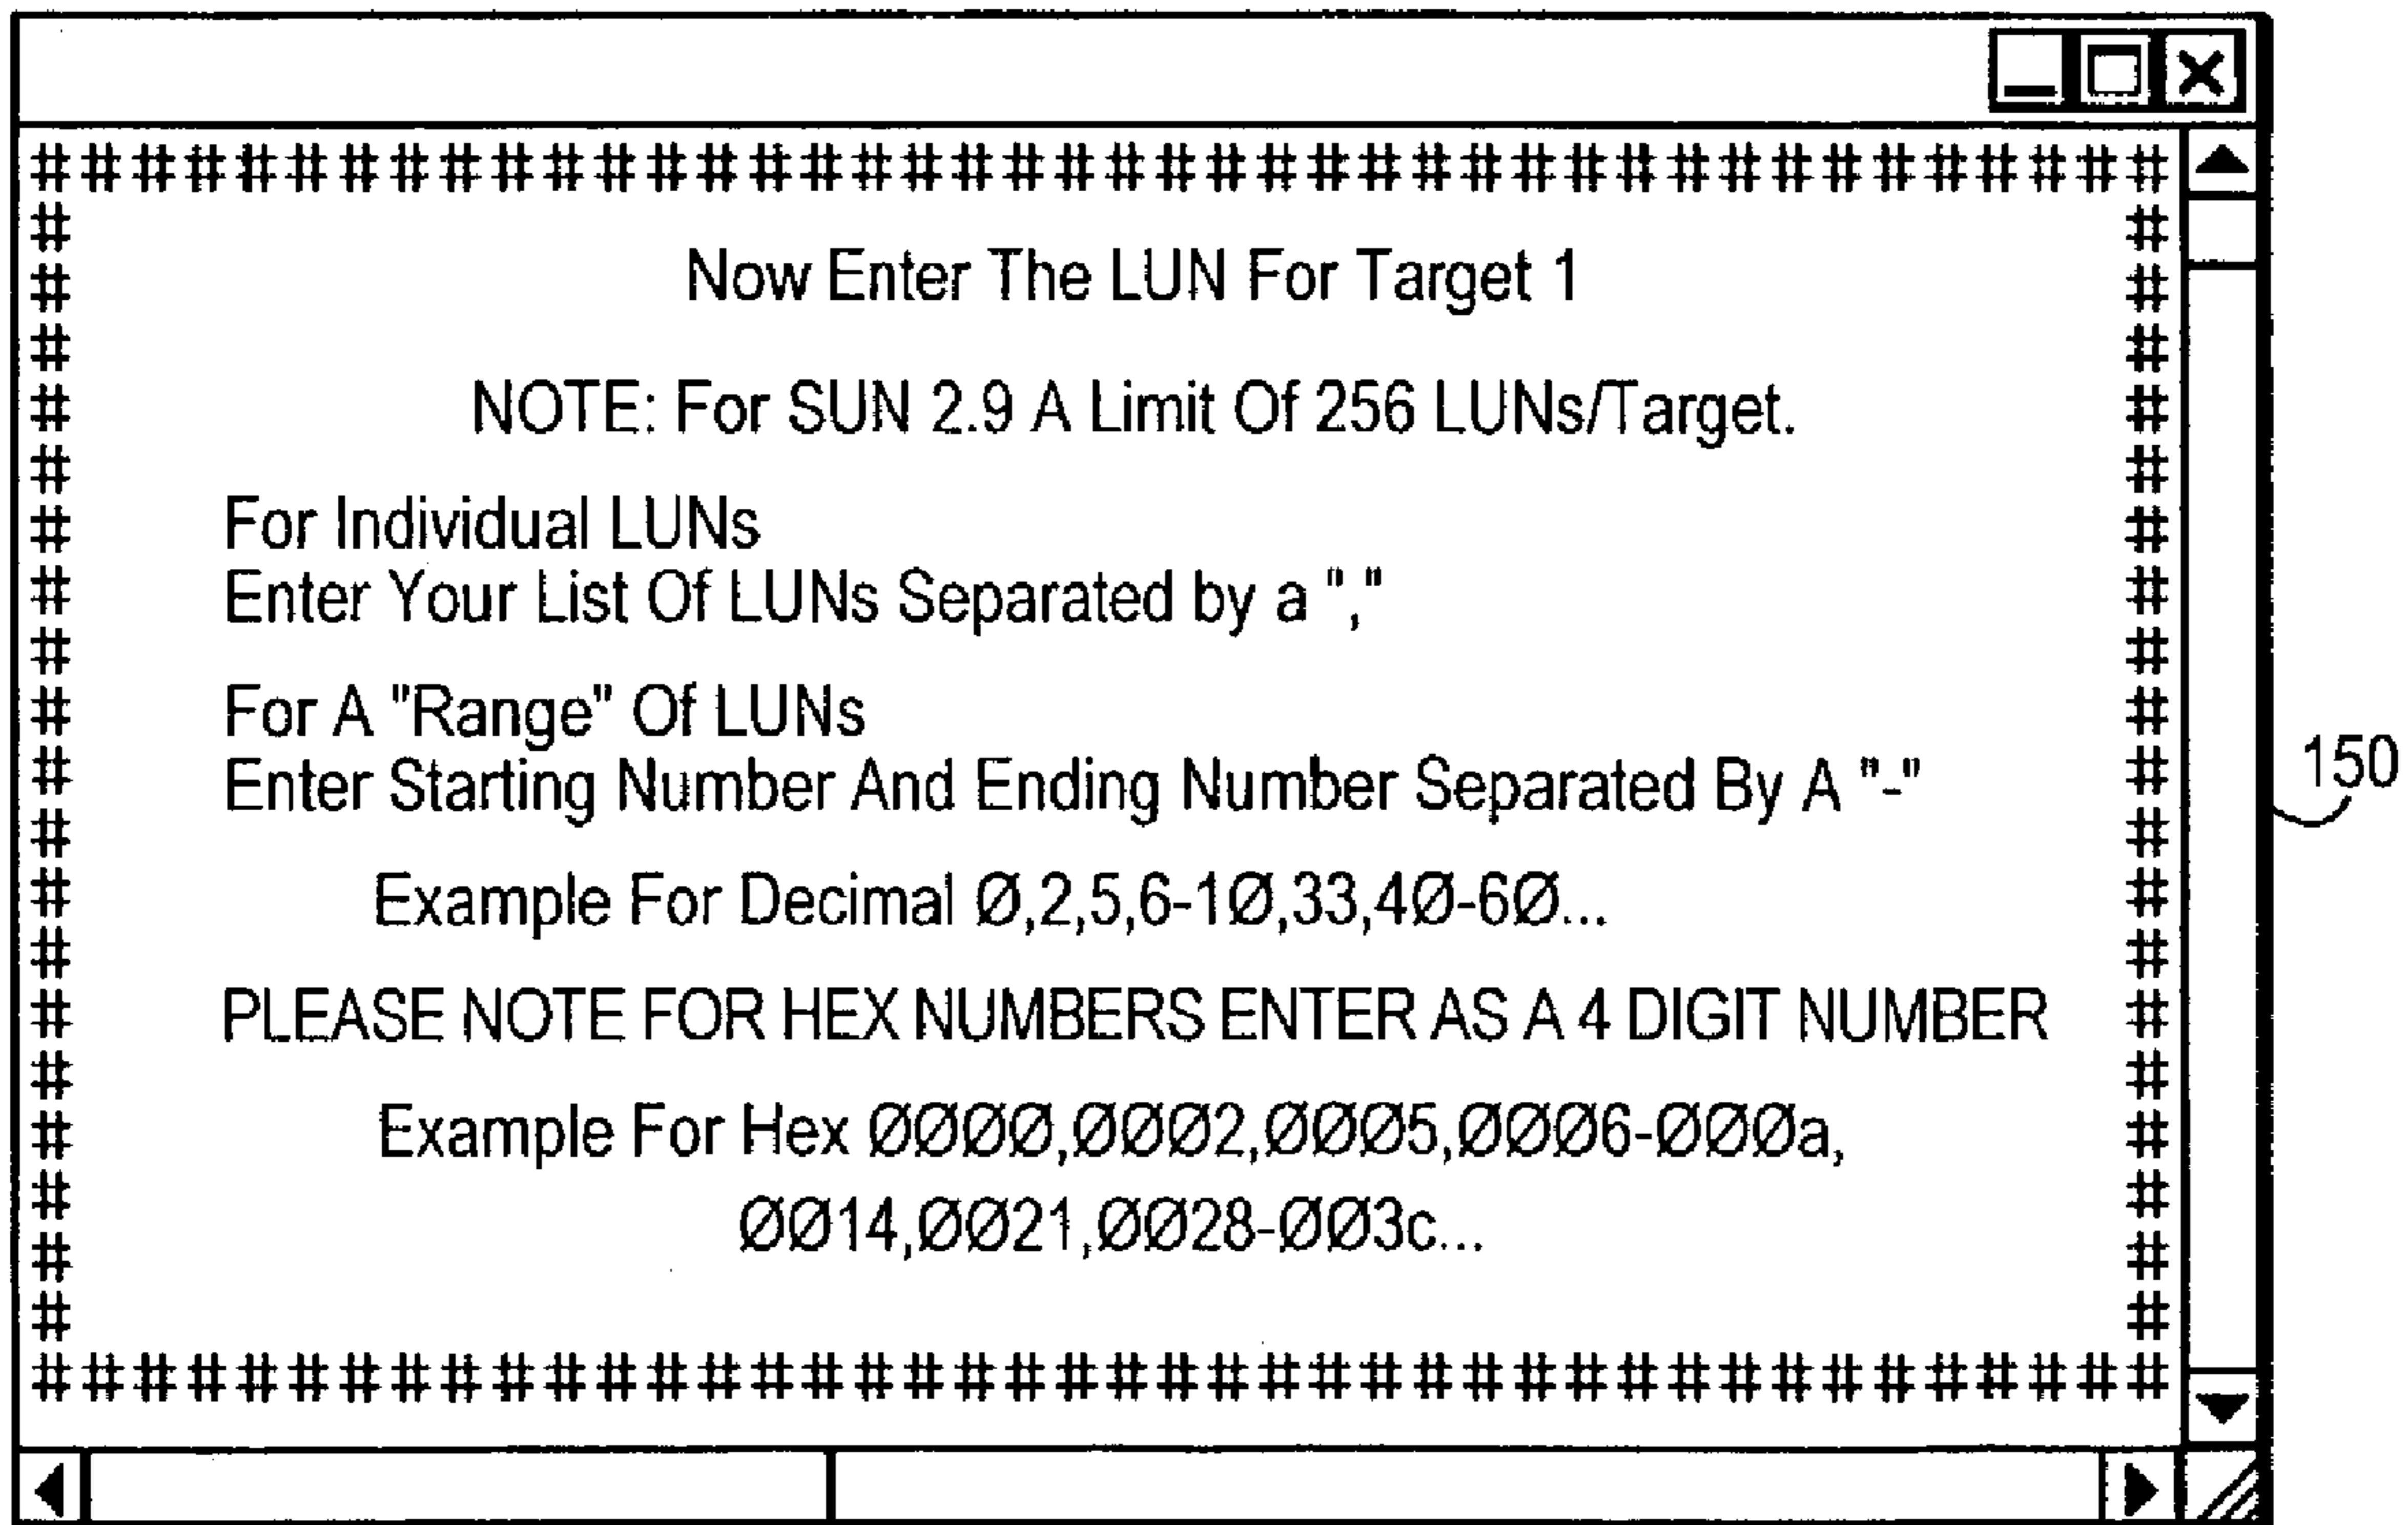 #########################################
Now Enter The LUN For Target 1
NOTE: For SUN 2.9 A Limit Of 256 LUNs/Target.
For Individual LUNs
Enter Your List Of LUNs Separated by a ","
For A "Range" Of LUNs
Enter Starting Number And Ending Number Separated By A "-"
150
Example For Decimal Ø,2,5,6-1Ø,33,4Ø-6Ø...
PLEASE NOTE FOR HEX NUMBERS ENTER AS A 4 DIGIT NUMBER
Example For Hex ØØØØ,ØØØ2,ØØØ5,ØØØ6-ØØØa,
ØØ14,ØØ21,ØØ28-ØØ3c...
#########################################